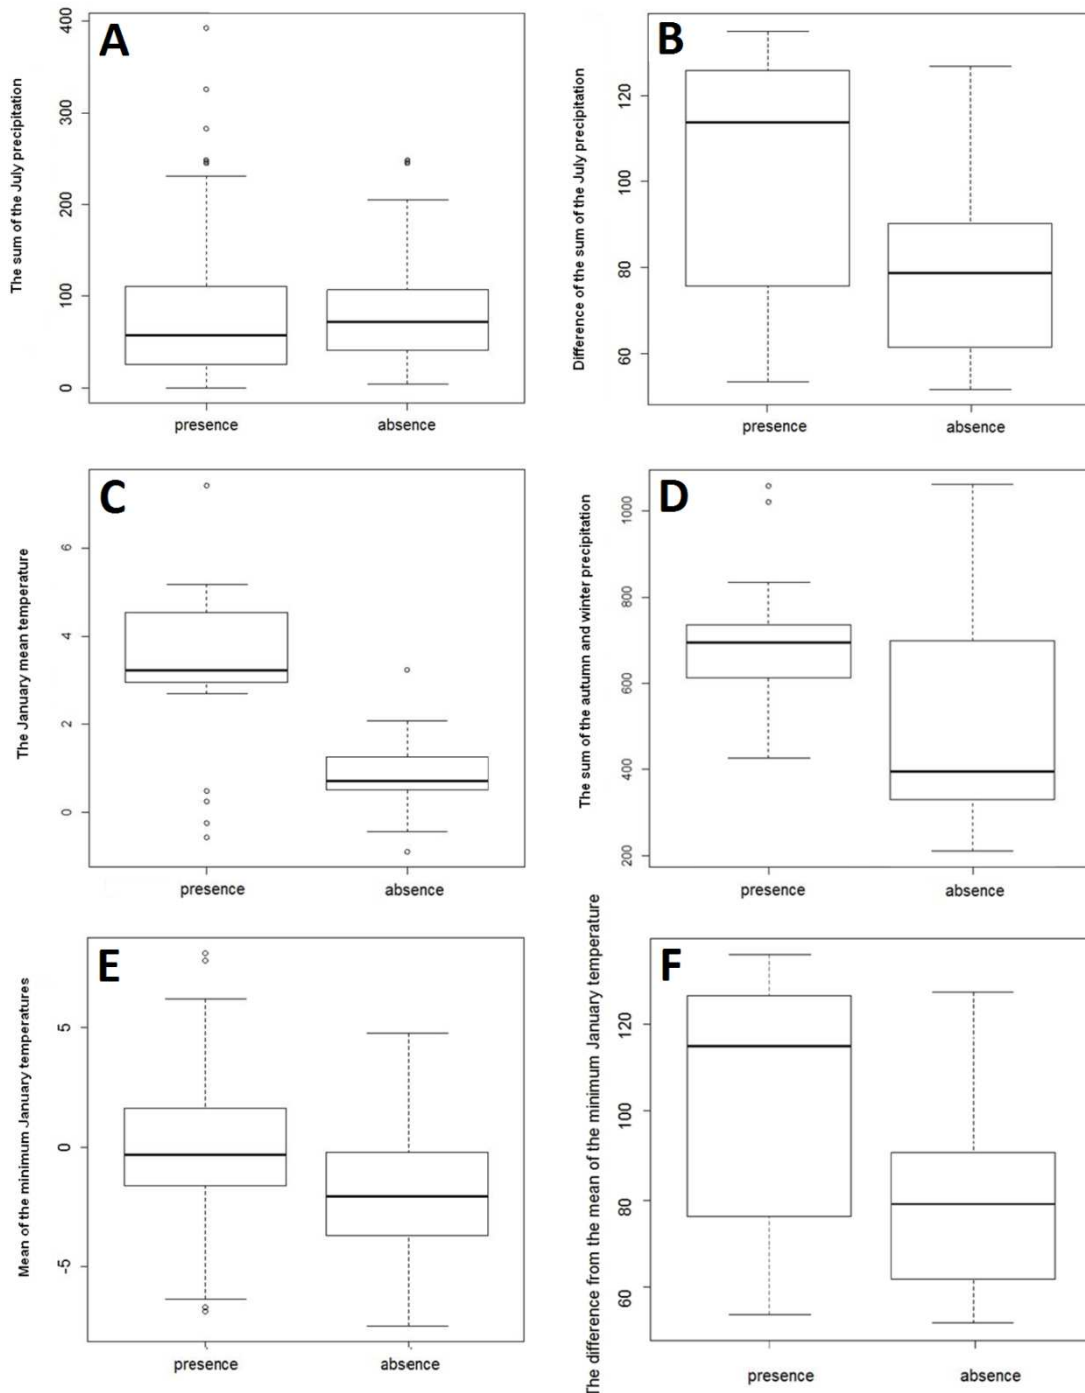 A
The sum of the July precipitation
400
300
200
100
0
presence
absence
B
Difference of the sum of the July precipitation
120
100
80
60
presence
absence
C
The January mean temperature
6
4
2
0
presence
absence
D
The sum of the autumn and winter precipitation
1000
800
600
400
200
presence
absence
E
Mean of the minimum January temperatures
5
0
-5
presence
absence
F
The difference from the mean of the minimum January temperature
120
100
80
60
presence
absence